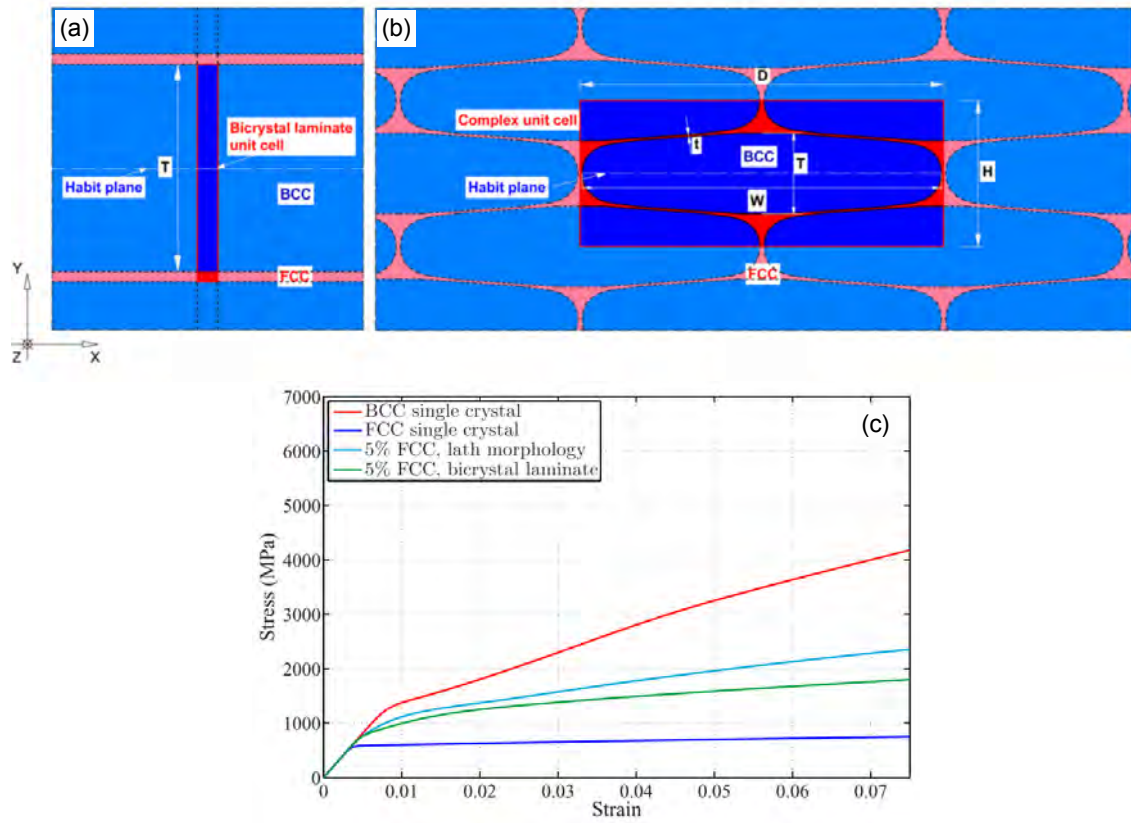 (a)
Bicrystal laminate
unit cell
T
Habit plane
BCC
FCC
Y
Z
X
(b)
D
Complex unit cell
t
BCC
T
H
Habit plane
W
FCC
(c)
7000
6000
5000
4000
3000
2000
1000
0
Stress (MPa)
BCC single crystal
FCC single crystal
5% FCC, lath morphology
5% FCC, bicrystal laminate
0 0.01 0.02 0.03 0.04 0.05 0.06 0.07
Strain